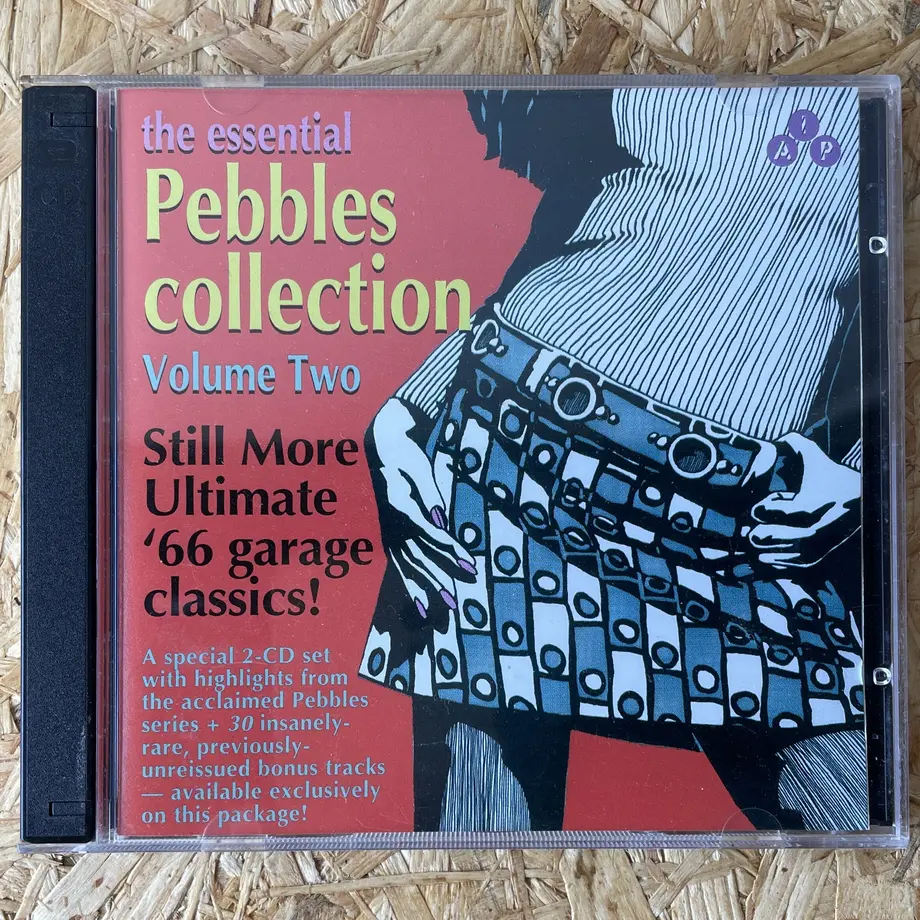 the essential
Pebbles
collection
Volume Two
Still More
Ultimate
‘66 garage
classics!
A special 2-CD set
with highlights from
the acclaimed Pebbles
series + 30 insanely-
rare, previously-
unreissued bonus tracks
— available exclusively
on this package!
A I P